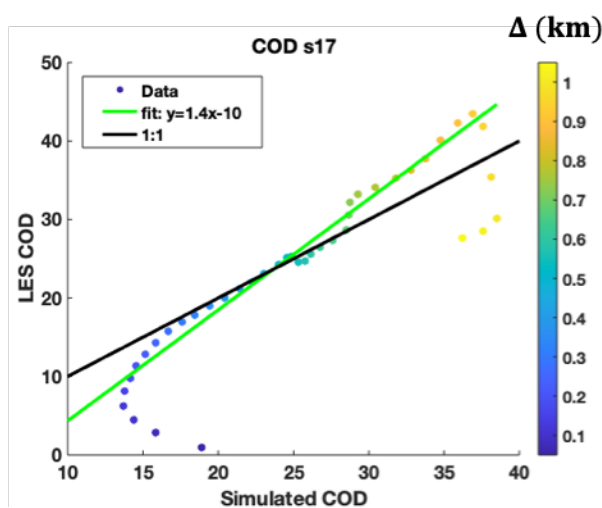 Δ (km)
COD s17
Data
fit: y=1.4x-10
1:1
50
40
30
20
10
0
LES COD
10 15 20 25 30 35 40
Simulated COD
1
0.9
0.8
0.7
0.6
0.5
0.4
0.3
0.2
0.1